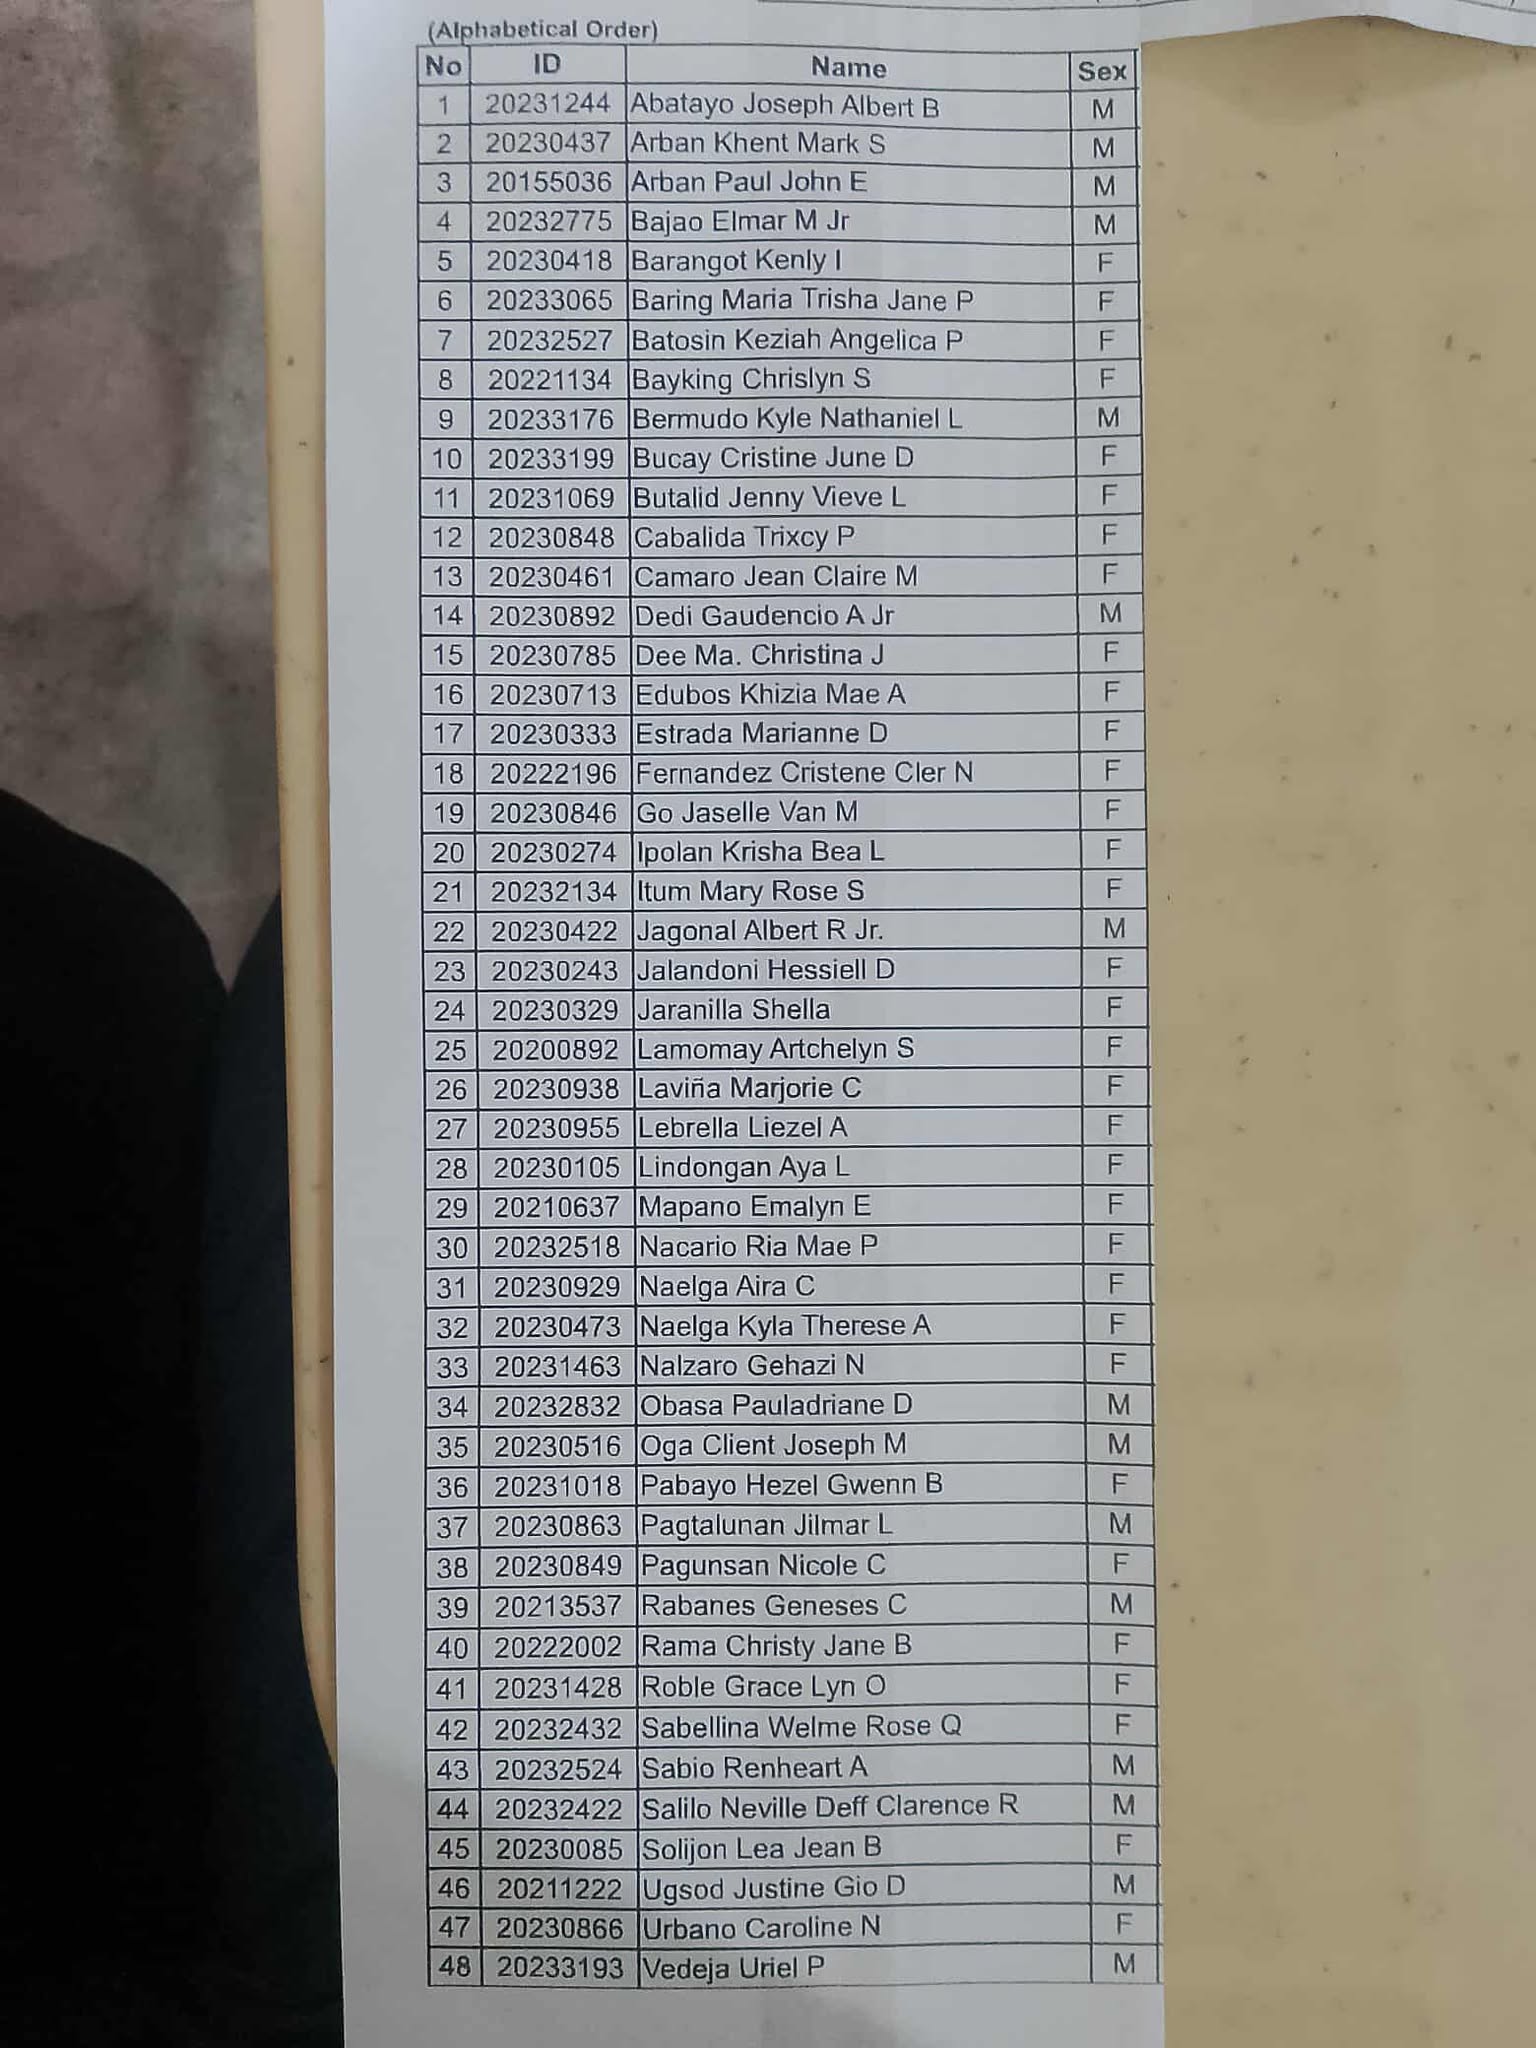 (Alphabetical Order)
No ID Name Sex
1 20231244 Abatayo Joseph Albert B M
2 20230437 Arban Khent Mark S M
3 20155036 Arban Paul John E M
4 20232775 Bajao Elmar M Jr M
5 20230418 Barangot Kenly I F
6 20233065 Baring Maria Trisha Jane P F
7 20232527 Batosin Keziah Angelica P F
8 20221134 Bayking Chrislyn S F
9 20233176 Bermudo Kyle Nathaniel L M
10 20233199 Bucay Cristine June D F
11 20231069 Butalid Jenny Vieve L F
12 20230848 Cabalida Trixcy P F
13 20230461 Camaro Jean Claire M F
14 20230892 Dedi Gaudencio A Jr M
15 20230785 Dee Ma. Christina J F
16 20230713 Edubos Khizia Mae A F
17 20230333 Estrada Marianne D F
18 20222196 Fernandez Cristene Cler N F
19 20230846 Go Jaselle Van M F
20 20230274 Ipolan Krisha Bea L F
21 20232134 Itum Mary Rose S F
22 20230422 Jagonal Albert R Jr. M
23 20230243 Jalandoni Hessiell D F
24 20230329 Jaranilla Shella F
25 20200892 Lamomay Artchelyn S F
26 20230938 Laviña Marjorie C F
27 20230955 Lebrella Liezel A F
28 20230105 Lindongan Aya L F
29 20210637 Mapano Emalyn E F
30 20232518 Nacario Ria Mae P F
31 20230929 Naelga Aira C F
32 20230473 Naelga Kyla Therese A F
33 20231463 Nalzaro Gehazi N F
34 20232832 Obasa Pauladriane D M
35 20230516 Oga Client Joseph M M
36 20231018 Pabayo Hezel Gwenn B F
37 20230863 Pagtalunan Jilmar L M
38 20230849 Pagunsan Nicole C F
39 20213537 Rabanes Geneses C M
40 20222002 Rama Christy Jane B F
41 20231428 Roble Grace Lyn O F
42 20232432 Sabellina Welme Rose Q F
43 20232524 Sabio Renheart A M
44 20232422 Salilo Neville Deff Clarence R M
45 20230085 Solijon Lea Jean B F
46 20211222 Ugsod Justine Gio D M
47 20230866 Urbano Caroline N F
48 20233193 Vedeja Uriel P M